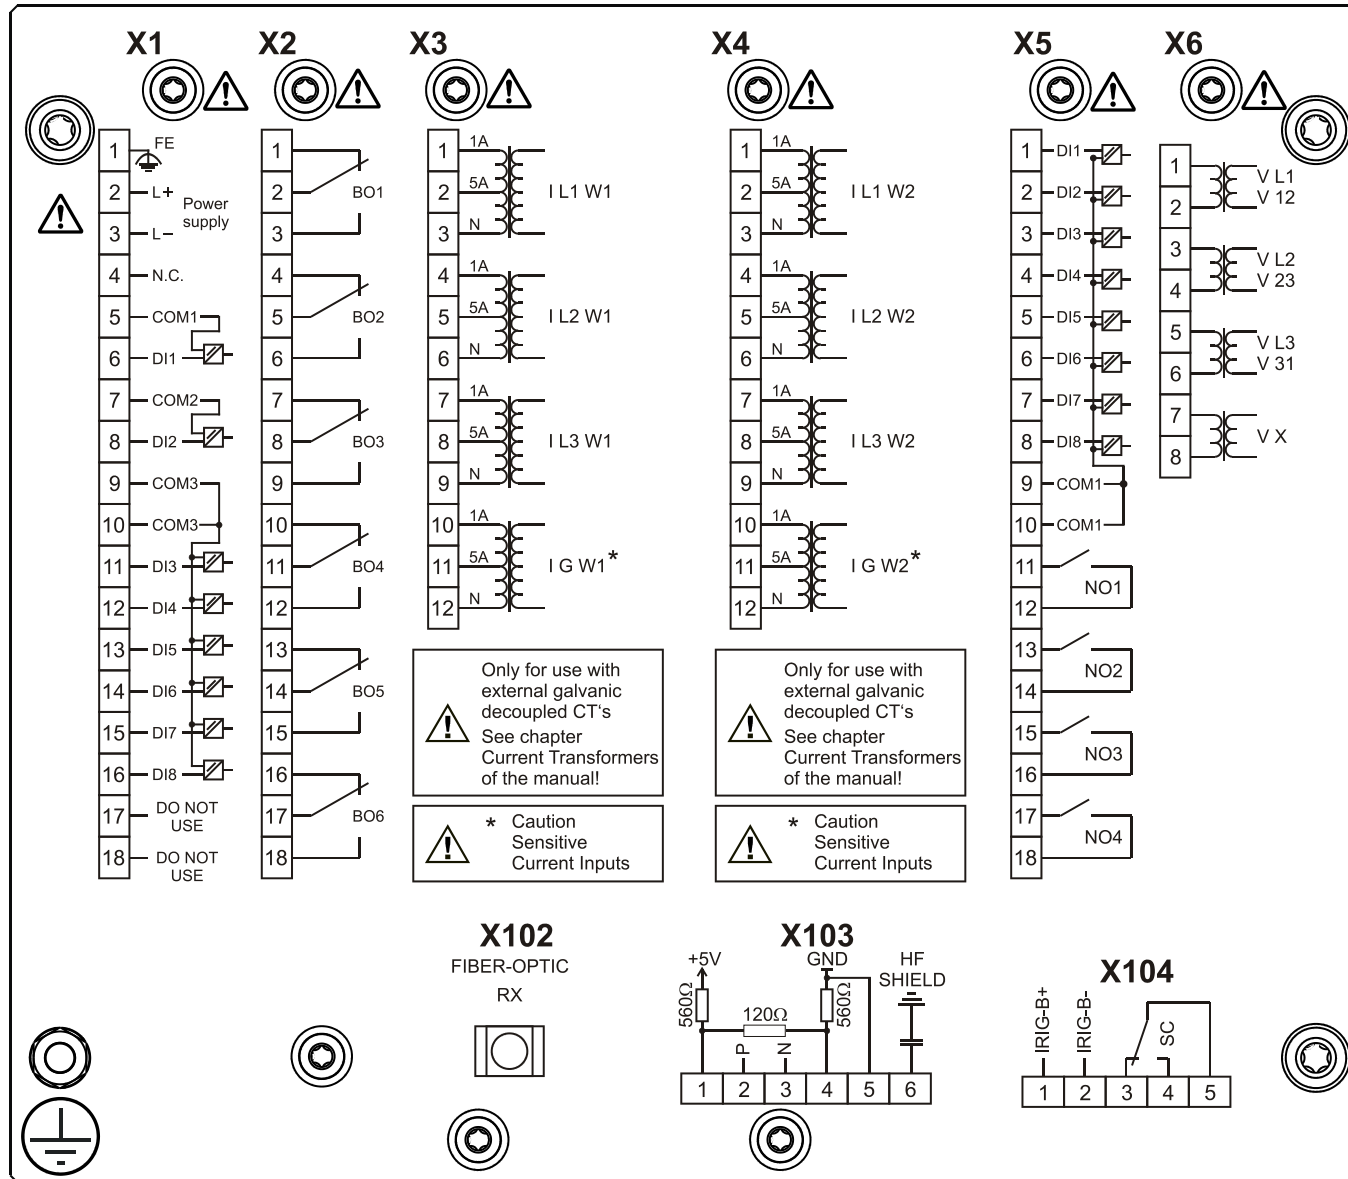 X1
1
FE
2
L+
Power
supply
3
L−
4
N.C.
5
COM1
6
DI1
7
COM2
8
DI2
9
COM3
10
COM3
11
DI3
12
DI4
13
DI5
14
DI6
15
DI7
16
DI8
17
DO NOT
USE
18
DO NOT
USE
X2
1
2
BO1
3
4
5
BO2
6
7
8
BO3
9
10
11
BO4
12
13
14
BO5
15
16
17
BO6
18
X3
1
1A
2
5A
I L1 W1
3
N
4
1A
5
5A
I L2 W1
6
N
7
1A
8
5A
I L3 W1
9
N
10
1A
11
5A
I G W1*
12
N
Only for use with
external galvanic
decoupled CT‘s
See chapter
Current Transformers
of the manual!
* Caution
Sensitive
Current Inputs
X4
1
1A
2
5A
I L1 W2
3
N
4
1A
5
5A
I L2 W2
6
N
7
1A
8
5A
I L3 W2
9
N
10
1A
11
5A
I G W2*
12
N
Only for use with
external galvanic
decoupled CT‘s
See chapter
Current Transformers
of the manual!
* Caution
Sensitive
Current Inputs
X5
1
DI1
2
DI2
3
DI3
4
DI4
5
DI5
6
DI6
7
DI7
8
DI8
9
COM1
10
COM1
11
NO1
12
13
NO2
14
15
NO3
16
17
NO4
18
X6
1
V L1
2
V 12
3
V L2
4
V 23
5
V L3
6
V 31
7
V X
8
X102
FIBER-OPTIC
RX
X103
+5V
GND
HF
SHIELD
560Ω
120Ω
560Ω
P
N
1 2 3 4 5 6
X104
IRIG-B+
IRIG-B-
SC
1 2 3 4 5